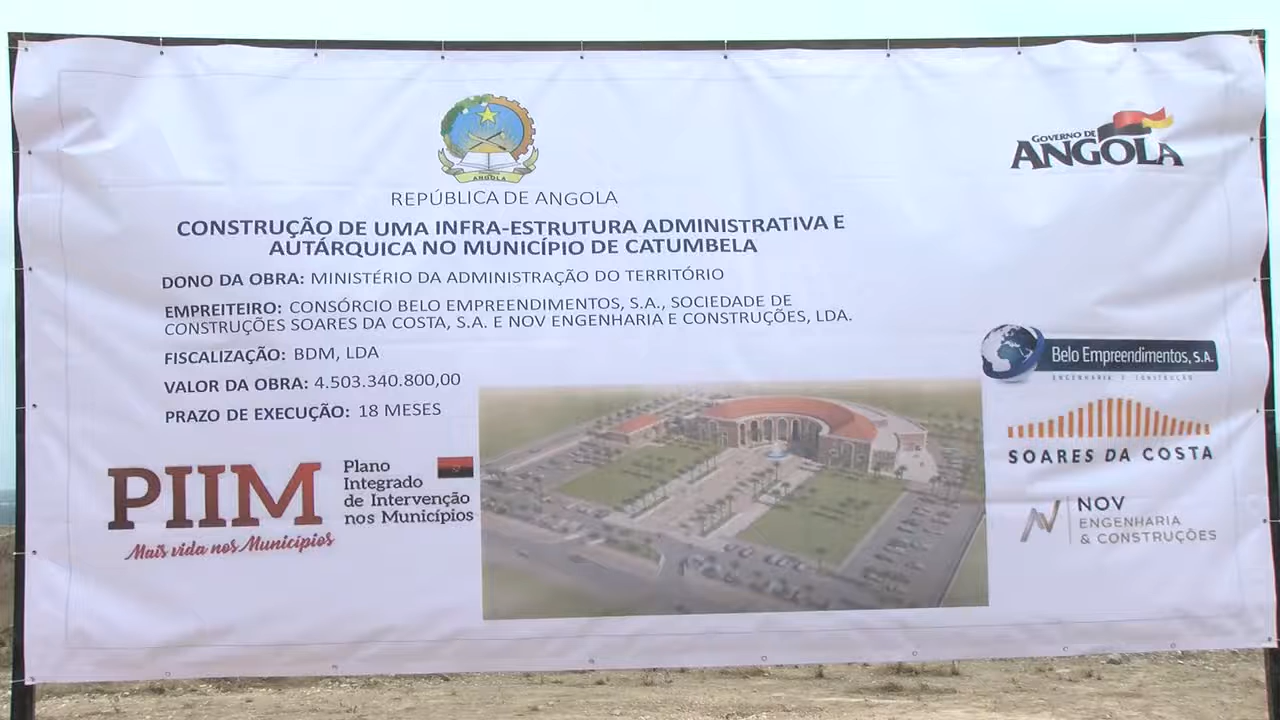 ANGOLA
GOVERNO DE
ANGOLA
REPÚBLICA DE ANGOLA
CONSTRUÇÃO DE UMA INFRA-ESTRUTURA ADMINISTRATIVA E
AUTÁRQUICA NO MUNICÍPIO DE CATUMBELA
DONO DA OBRA: MINISTÉRIO DA ADMINISTRAÇÃO DO TERRITÓRIO
EMPREITEIRO: CONSÓRCIO BELO EMPREENDIMENTOS, S.A., SOCIEDADE DE
CONSTRUÇÕES SOARES DA COSTA, S.A. E NOV ENGENHARIA E CONSTRUÇÕES, LDA.
FISCALIZAÇÃO: BDM, LDA
VALOR DA OBRA: 4.503.340.800,00
PRAZO DE EXECUÇÃO: 18 MESES
PIIM
Plano
Integrado
de Intervenção
nos Municípios
Mais vida nos Municípios
Belo Empreendimentos, S.A.
ENGENHARIA E CONSTRUÇÃO
SOARES DA COSTA
NOV
ENGENHARIA
& CONSTRUÇÕES